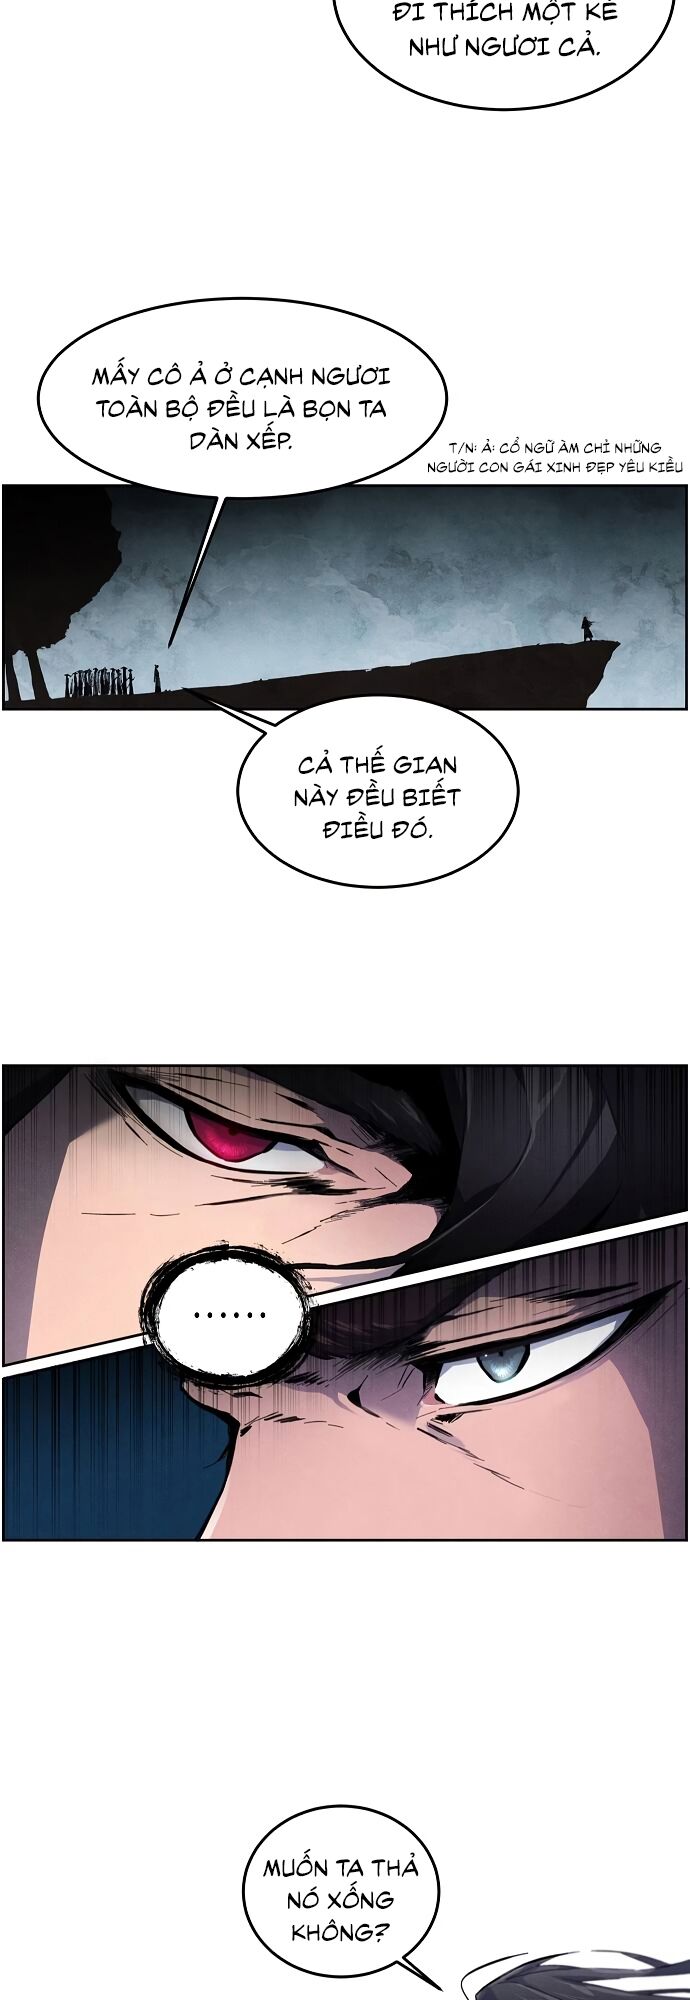 ĐI THÍCH MỘT KẺ
NHƯ NGƯƠI CẢ.
MẤY CÔ Ả Ở CẠNH NGƯƠI
TOÀN BỘ ĐỀU LÀ BỌN TA
DÀN XẾP.
T/N: Ả: CỔ NGỮ ÂM CHỈ NHỮNG
NGƯỜI CON GÁI XINH ĐẸP YÊU KIỀU
CẢ THẾ GIAN
NÀY ĐỀU BIẾT
ĐIỀU ĐÓ.
......
MUỐN TA THẢ
NÓ XỐNG
KHÔNG?